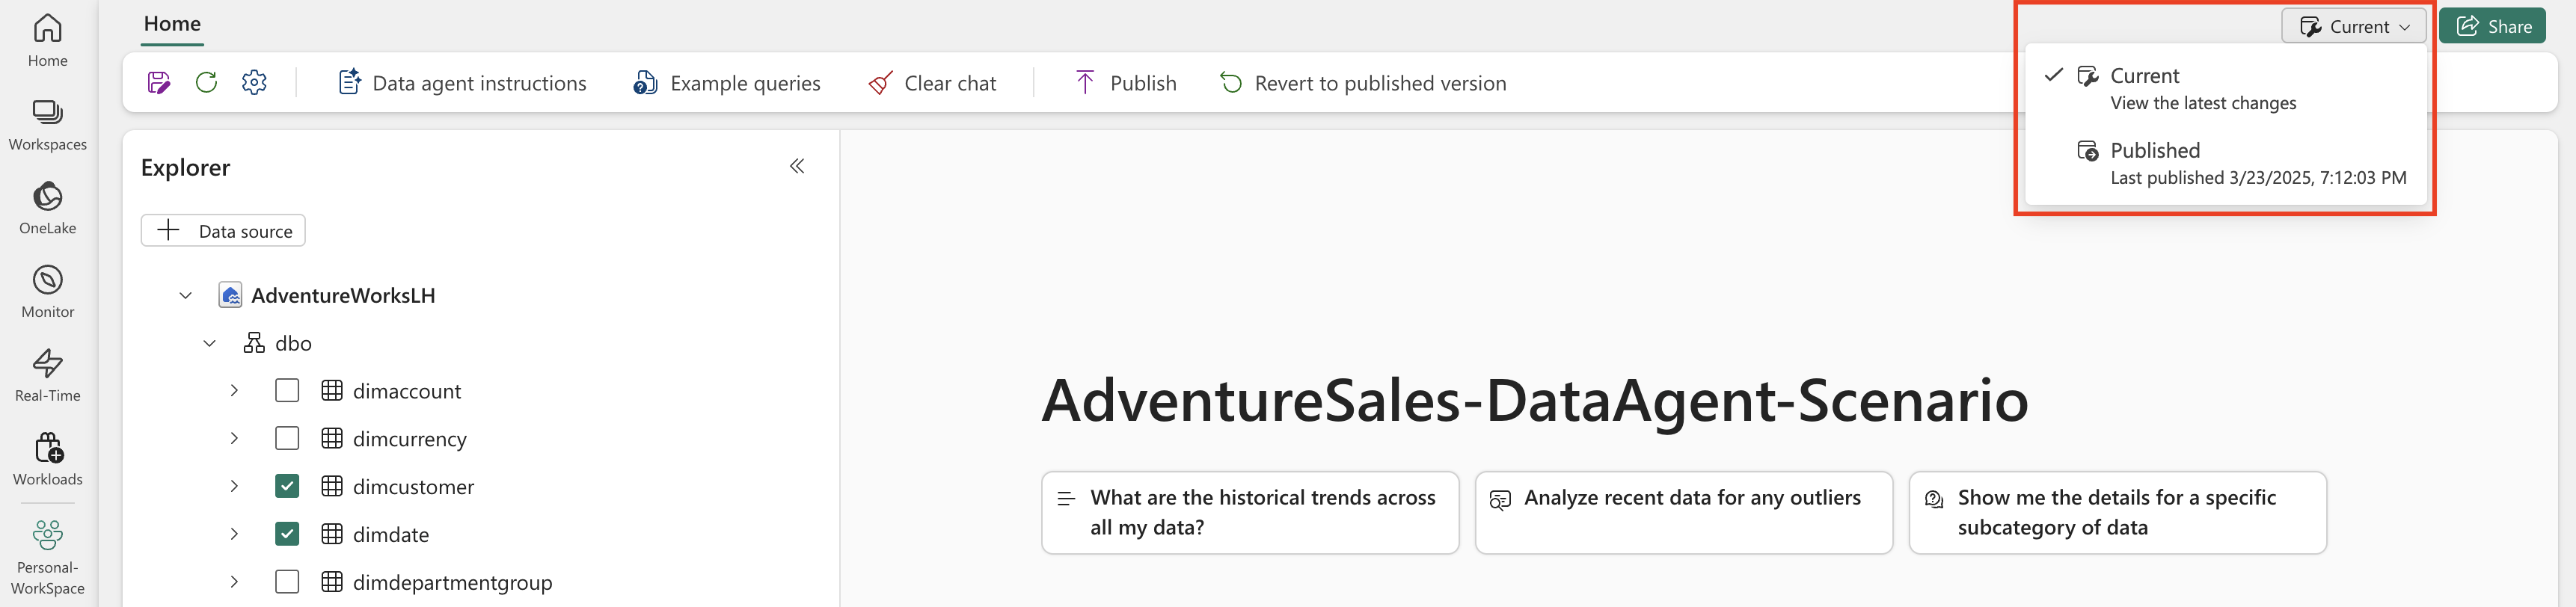 Home
Workspaces
OneLake
Monitor
Real-Time
Workloads
Personal-
WorkSpace
Home
Data agent instructions
Example queries
Clear chat
Publish
Revert to published version
Current
Share
Current
View the latest changes
Published
Last published 3/23/2025, 7:12:03 PM
Explorer
Data source
AdventureWorksLH
dbo
dimaccount
dimcurrency
dimcustomer
dimdate
dimdepartmentgroup
AdventureSales-DataAgent-Scenario
What are the historical trends across
all my data?
Analyze recent data for any outliers
Show me the details for a specific
subcategory of data